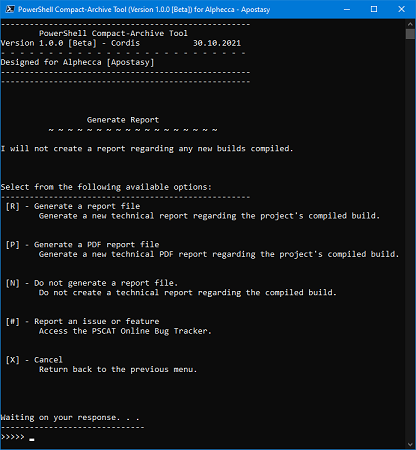 PowerShell Compact-Archive Tool (Version 1.0.0 [Beta]) for Alphecca - Apostasy
-----------------------------------------------------
PowerShell Compact-Archive Tool
Version 1.0.0 [Beta] - Cordis 30.10.2021
- - - - - - - - - - - - - - - - - - - - - - - - - -
Designed for Alphecca [Apostasy]
-----------------------------------------------------
-----------------------------------------------------
Generate Report
~ ~ ~ ~ ~ ~ ~ ~ ~ ~ ~ ~ ~ ~ ~ ~ ~ ~
I will not create a report regarding any new builds compiled.
Select from the following available options:
-----------------------------------------------------
[R] - Generate a report file
Generate a new technical report regarding the project's compiled build.
[P] - Generate a PDF report file
Generate a new technical PDF report regarding the project's compiled build.
[N] - Do not generate a report file.
Do not create a technical report regarding the compiled build.
[#] - Report an issue or feature
Access the PSCAT Online Bug Tracker.
[X] - Cancel
Return back to the previous menu.
Waiting on your response. . .
------------------------------
>>>>> _